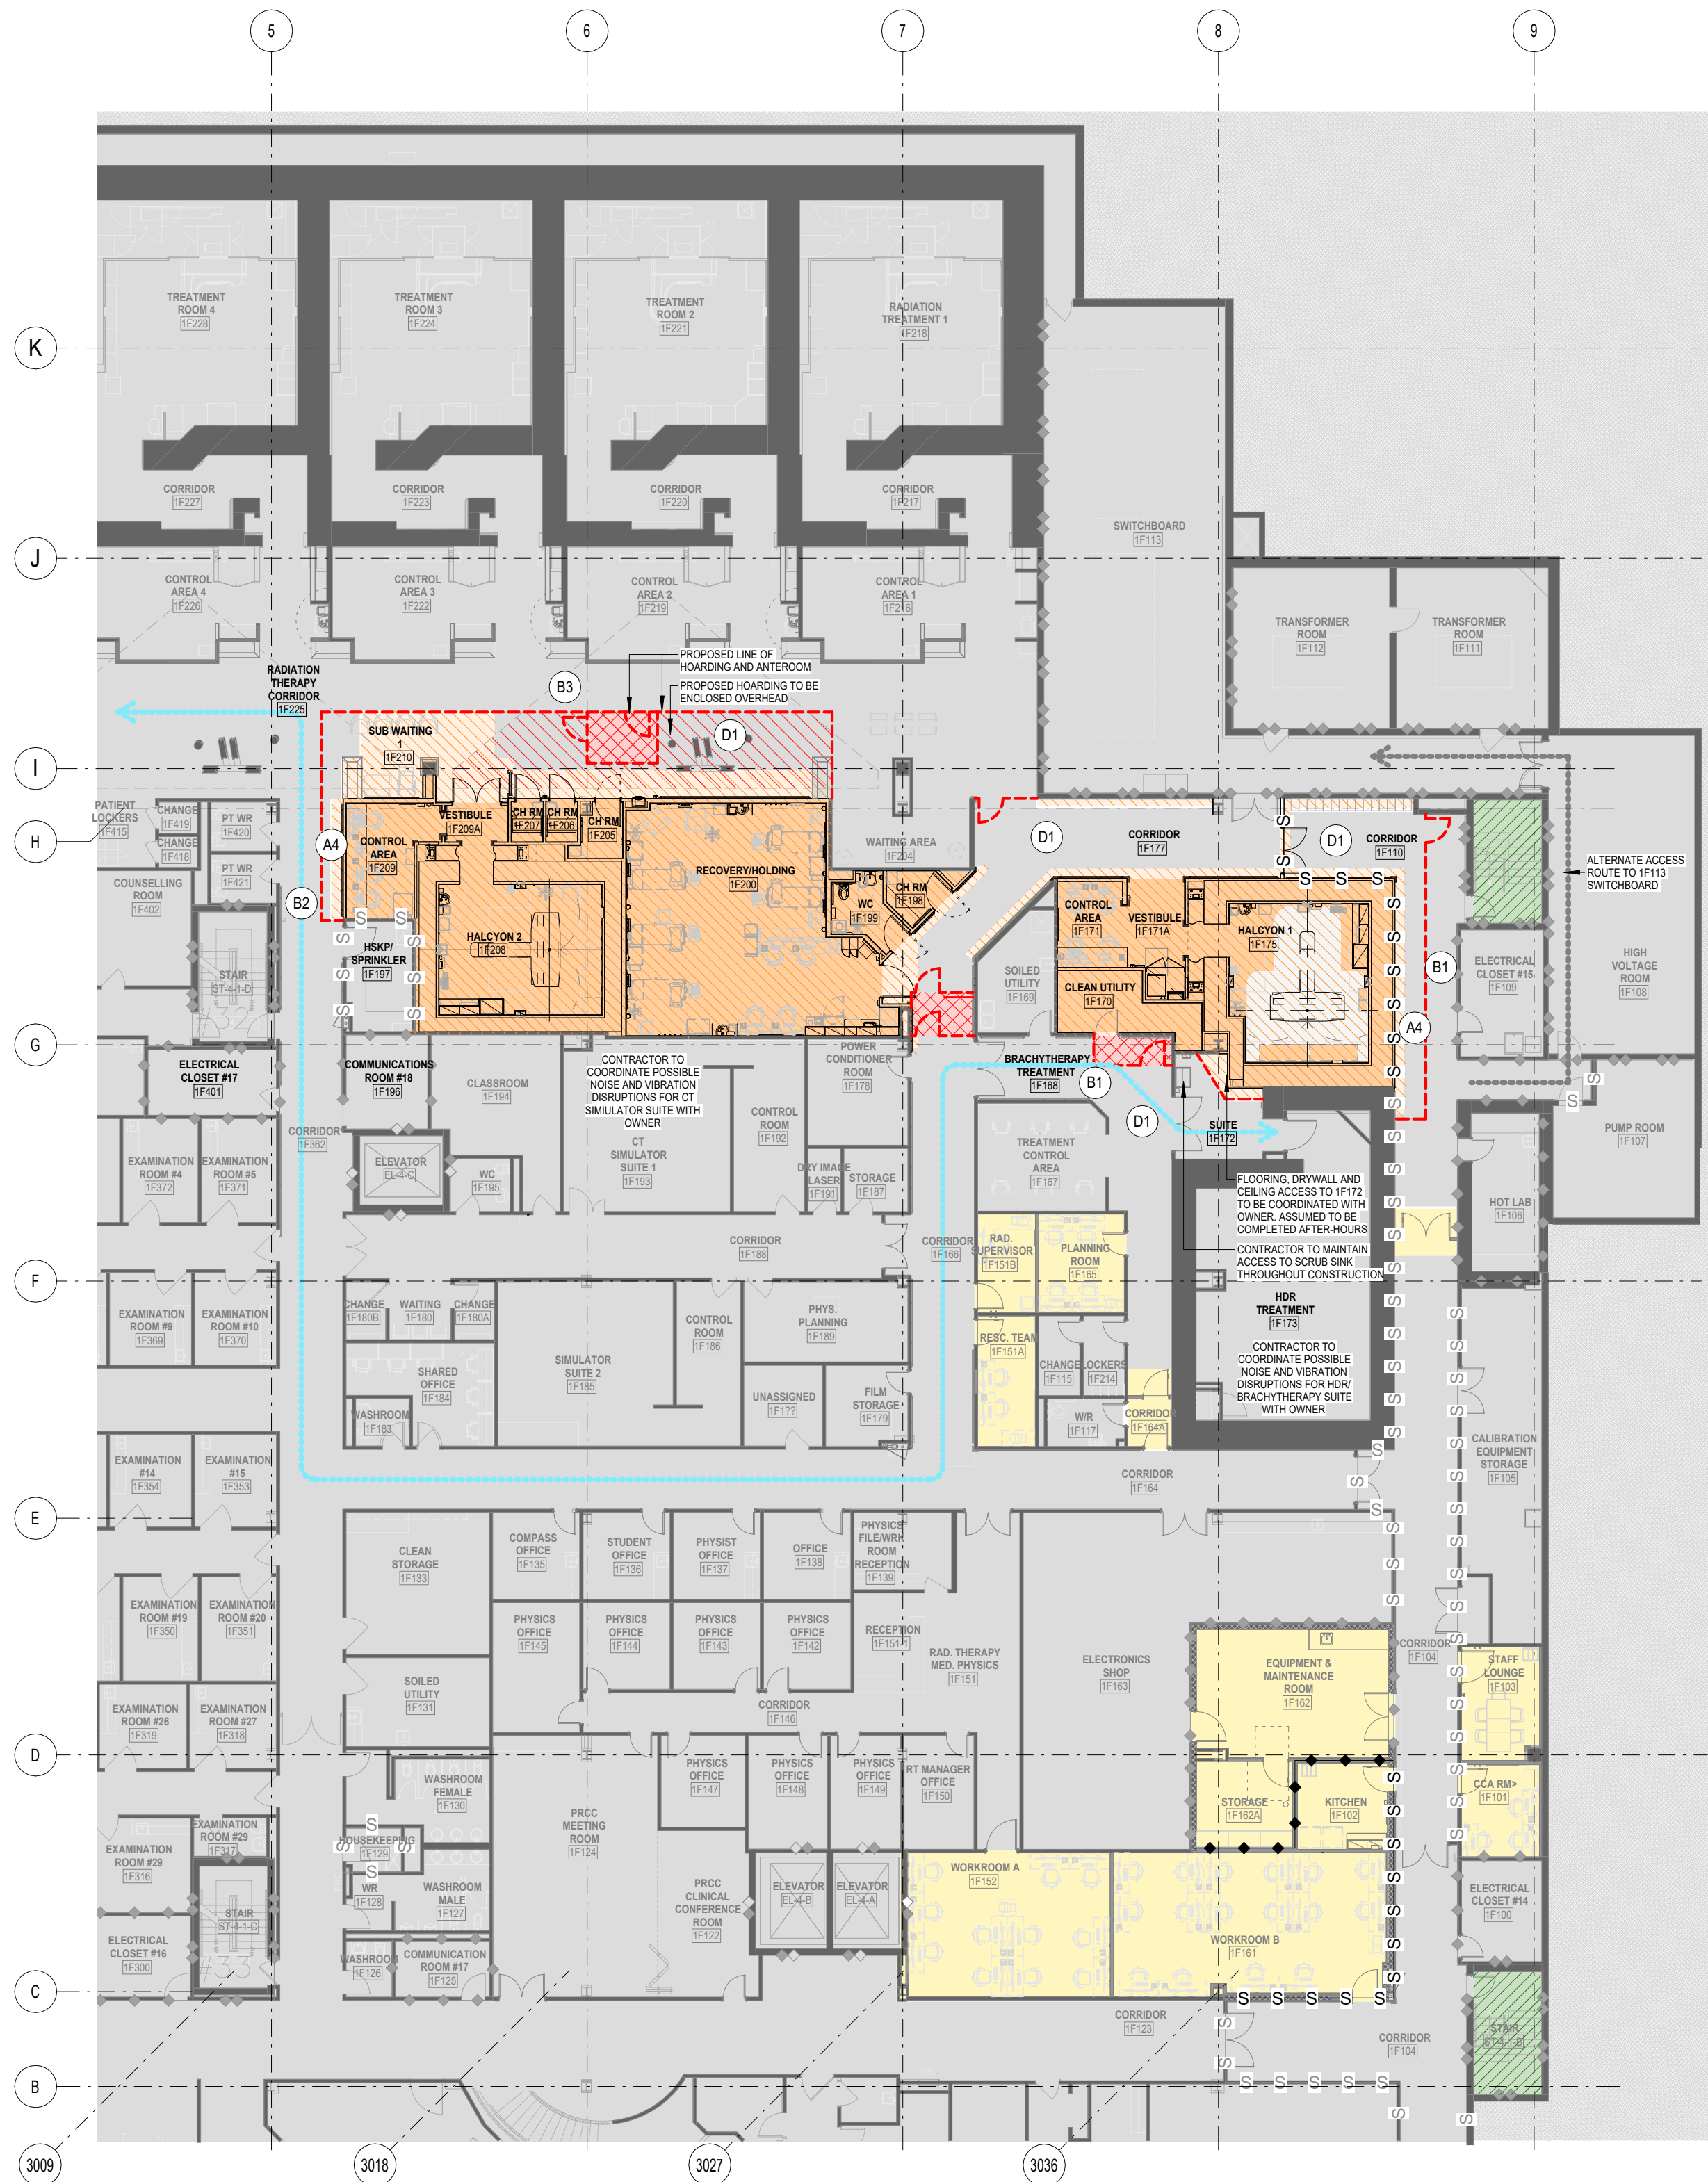 5
6
7
8
9
TREATMENT
ROOM 4
1F228
TREATMENT
ROOM 3
1F224
TREATMENT
ROOM 2
1F221
RADIATION
TREATMENT 1
1F218
K
CORRIDOR
1F227
CORRIDOR
1F223
CORRIDOR
1F220
CORRIDOR
1F217
SWITCHBOARD
1F113
J
CONTROL
AREA 4
1F226
CONTROL
AREA 3
1F222
CONTROL
AREA 2
1F219
CONTROL
AREA 1
1F216
TRANSFORMER
ROOM
1F112
TRANSFORMER
ROOM
1F111
RADIATION
THERAPY
CORRIDOR
1F225
B3
PROPOSED LINE OF
HOARDING AND ANTEROOM
PROPOSED HOARDING TO BE
ENCLOSED OVERHEAD
D1
SUB WAITING
1
1F210
I
PATIENT
LOCKERS
1F415
CHANGE
1F419
CHANGE
1F418
PT WR
1F420
PT WR
1F421
H
A4
VESTIBULE
1F209A
CH RM
1F207
CH RM
1F206
CH RM
1F205
CONTROL
AREA
1F209
RECOVERY/HOLDING
1F200
WAITING AREA
1F204
D1
CORRIDOR
1F177
D1
CORRIDOR
1F110
ALTERNATE ACCESS
ROUTE TO 1F113
SWITCHBOARD
COUNSELLING
ROOM
1F402
B2
CH RM
1F198
WC
1F199
CONTROL
AREA
1F171
VESTIBULE
1F171A
HALCYON 1
1F175
HSKP/
SPRINKLER
1F197
HALCYON 2
1F208
STAIR
ST-4-1-D
SOILED
UTILITY
1F169
CLEAN UTILITY
1F170
B1
ELECTRICAL
CLOSET #15
1F109
HIGH
VOLTAGE
ROOM
1F108
A4
G
ELECTRICAL
CLOSET #17
1F401
COMMUNICATIONS
ROOM #18
1F196
CLASSROOM
1F194
CONTRACTOR TO
COORDINATE POSSIBLE
NOISE AND VIBRATION
DISRUPTIONS FOR CT
SIMIULATOR SUITE WITH
OWNER
POWER
CONDITIONER
ROOM
1F178
BRACHYTHERAPY
TREATMENT
1F168
B1
D1
CORRIDOR
1F362
CONTROL
ROOM
1F192
SUITE
1F172
PUMP ROOM
1F107
EXAMINATION
ROOM #4
1F372
EXAMINATION
ROOM #5
1F371
ELEVATOR
EL-4-C
WC
1F195
CT
SIMULATOR
SUITE 1
1F193
DRY IMAGE
LASER
1F191
STORAGE
1F187
TREATMENT
CONTROL
AREA
1F167
FLOORING, DRYWALL AND
CEILING ACCESS TO 1F172
TO BE COORDINATED WITH
OWNER. ASSUMED TO BE
COMPLETED AFTER-HOURS
HOT LAB
1F106
CONTRACTOR TO MAINTAIN
ACCESS TO SCRUB SINK
THROUGHOUT CONSTRUCTION
CORRIDOR
1F188
CORRIDOR
1F166
RAD.
SUPERVISOR
1F151B
PLANNING
ROOM
1F165
F
EXAMINATION
ROOM #9
1F369
EXAMINATION
ROOM #10
1F370
CHANGE
1F180B
WAITING
1F180
CHANGE
1F180A
CONTROL
ROOM
1F186
PHYS.
PLANNING
1F189
HDR
TREATMENT
1F173
RESC. TEAM
1F151A
CHANGE
1F115
LOCKERS
1F214
CONTRACTOR TO
COORDINATE POSSIBLE
NOISE AND VIBRATION
DISRUPTIONS FOR HDR/
BRACHYTHERAPY SUITE
WITH OWNER
SHARED
OFFICE
1F184
SIMULATOR
SUITE 2
1F185
UNASSIGNED
1F1??
FILM
STORAGE
1F179
WASHROOM
1F183
W/R
1F117
CORRIDOR
1F164A
EXAMINATION
#14
1F354
EXAMINATION
#15
1F353
CORRIDOR
1F164
CALIBRATION
EQUIPMENT
STORAGE
1F105
E
CLEAN
STORAGE
1F133
COMPASS
OFFICE
1F135
STUDENT
OFFICE
1F136
PHYSIST
OFFICE
1F137
OFFICE
1F138
PHYSICS
FILE/WRK
ROOM
RECEPTION
1F139
EXAMINATION
ROOM #19
1F350
EXAMINATION
ROOM #20
1F351
PHYSICS
OFFICE
1F145
PHYSICS
OFFICE
1F144
PHYSICS
OFFICE
1F143
PHYSICS
OFFICE
1F142
RECEPTION
1F151-1
RAD. THERAPY
MED. PHYSICS
1F151
ELECTRONICS
SHOP
1F163
EQUIPMENT &
MAINTENANCE
ROOM
1F162
CORRIDOR
1F104
STAFF
LOUNGE
1F103
SOILED
UTILITY
1F131
CORRIDOR
1F146
EXAMINATION
ROOM #26
1F319
EXAMINATION
ROOM #27
1F318
D
WASHROOM
FEMALE
1F130
PHYSICS
OFFICE
1F147
PHYSICS
OFFICE
1F148
PHYSICS
OFFICE
1F149
RT MANAGER
OFFICE
1F150
STORAGE
1F162A
KITCHEN
1F102
CCA RM>
1F101
EXAMINATION
ROOM #29
1F317
EXAMINATION
ROOM #29
1F316
HOUSEKEEPING
1F129
PRCC
MEETING
ROOM
1F124
WR
1F128
WASHROOM
MALE
1F127
PRCC
CLINICAL
CONFERENCE
ROOM
1F122
ELEVATOR
EL-4-B
ELEVATOR
EL-4-A
WORKROOM A
1F152
WORKROOM B
1F161
ELECTRICAL
CLOSET #14
1F100
STAIR
ST-4-1-C
ELECTRICAL
CLOSET #16
1F300
WASHROOM
1F126
COMMUNICATION
ROOM #17
1F125
C
CORRIDOR
1F123
CORRIDOR
1F104
STAIR
ST-4-1-B
B
3009
3018
3027
3036